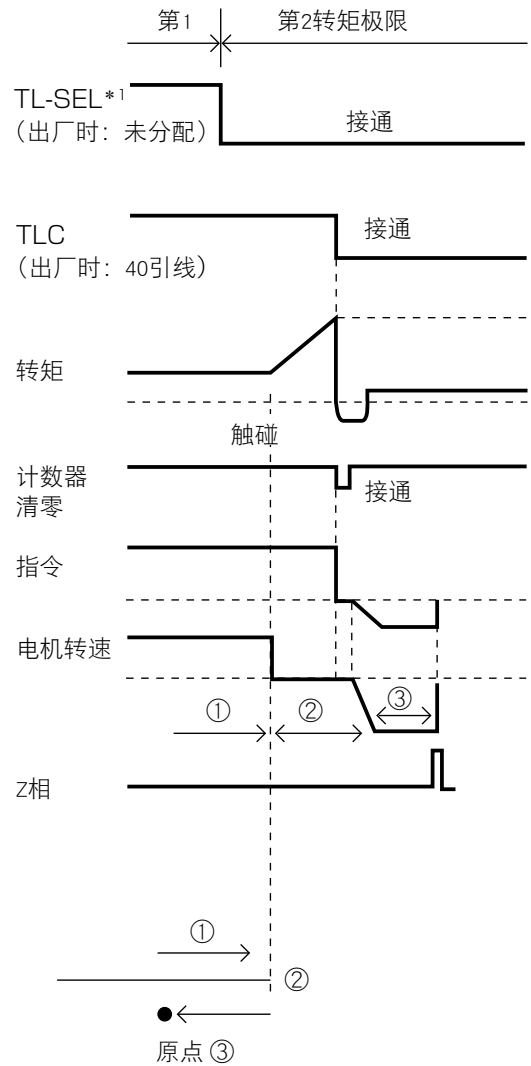 第1 第2转矩极限
TL-SEL*1
（出厂时：未分配）
接通
TLC
（出厂时：40引线）
接通
转矩
触碰
计数器
清零
接通
指令
电机转速
① ② ③
Z相
①
②
原点 ③